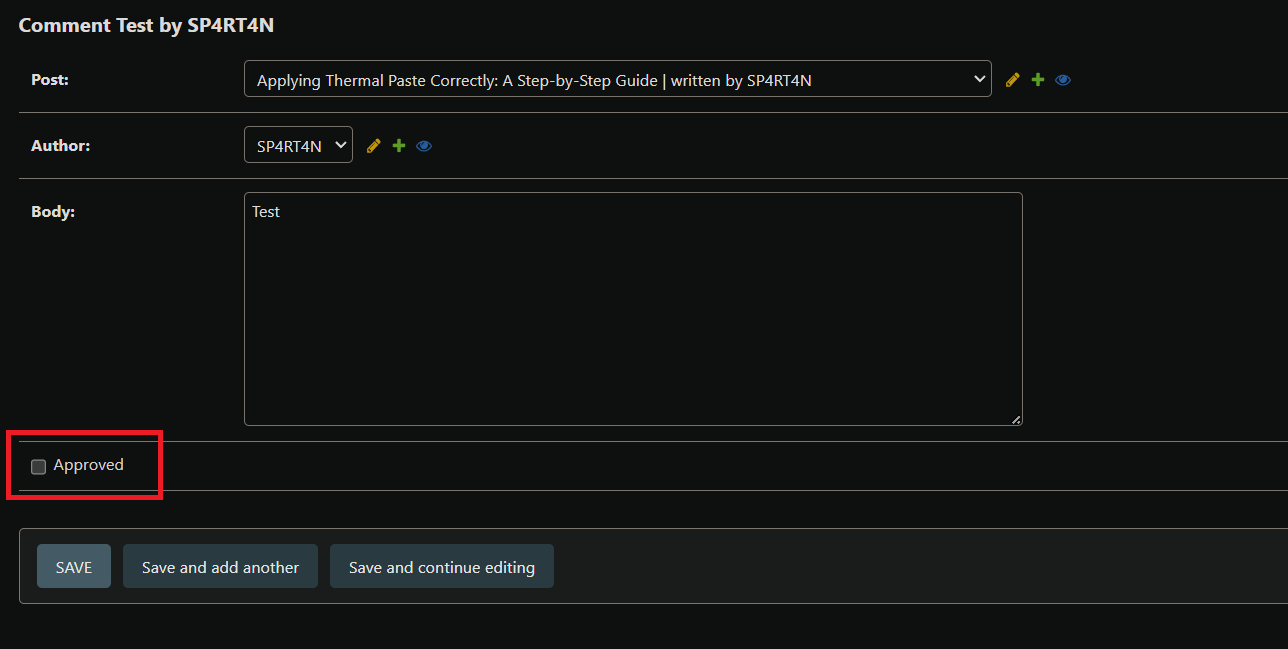 Comment Test by SP4RT4N
Post: Applying Thermal Paste Correctly: A Step-by-Step Guide | written by SP4RT4N
Author: SP4RT4N
Body: Test
Approved
SAVE Save and add another Save and continue editing